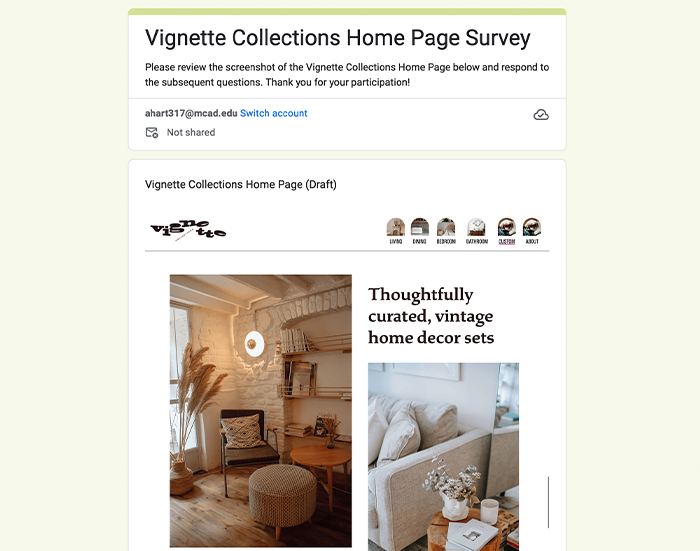 Vignette Collections Home Page Survey
Please review the screenshot of the Vignette Collections Home Page below and respond to
the subsequent questions. Thank you for your participation!
ahart317@mcad.edu Switch account
Not shared
Vignette Collections Home Page (Draft)
vignette
LIVING DINING BEDROOM BATHROOM CUSTOM ABOUT
Thoughtfully
curated, vintage
home decor sets